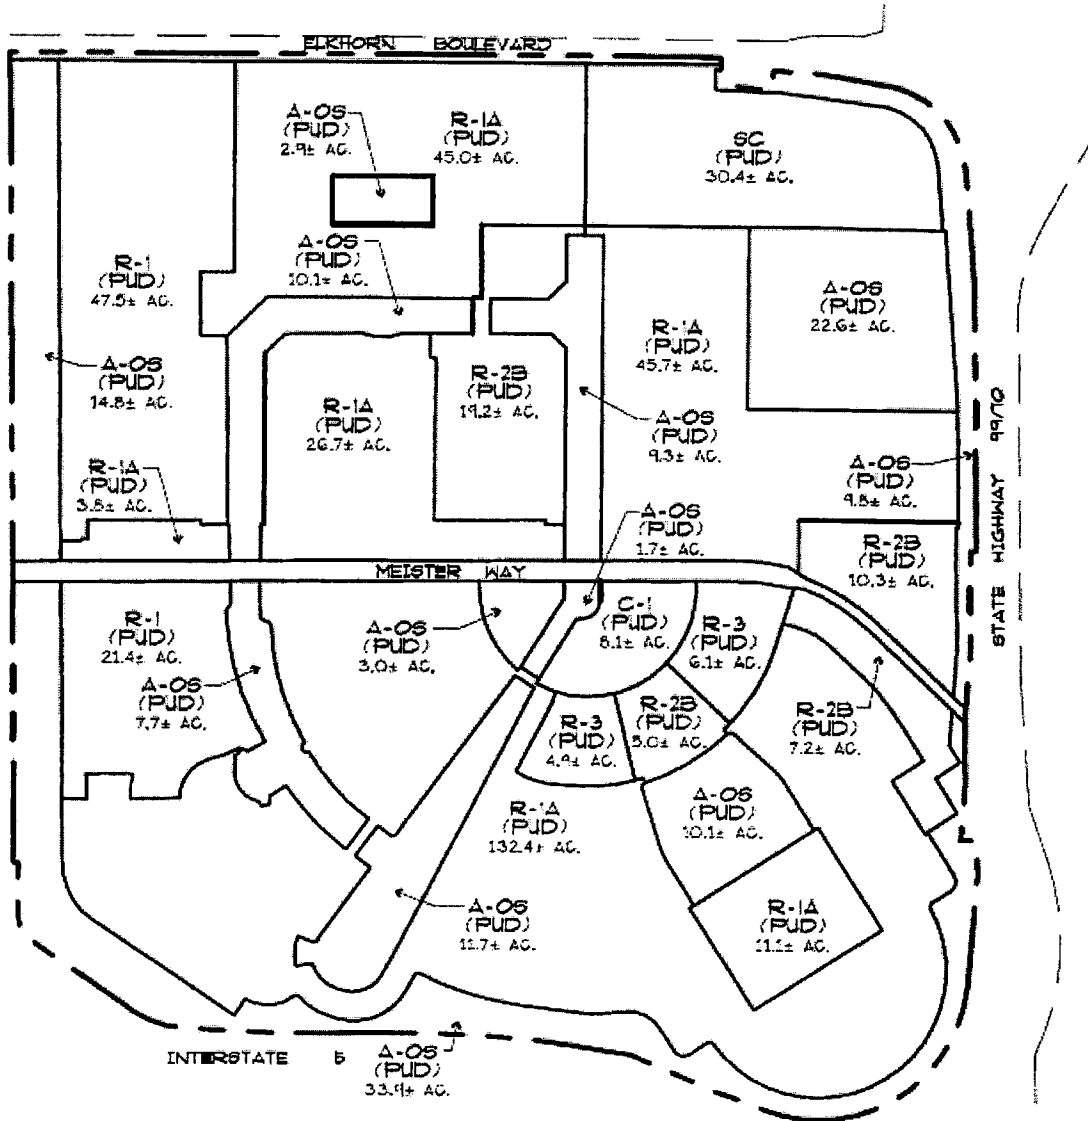 ELKHORN BOULEVARD
A-OS
(PUD)
2.9± AC.
R-1A
(PUD)
45.0± AC.
SC
(PUD)
30.4± AC.
R-1
(PUD)
47.5± AC.
A-OS
(PUD)
10.1± AC.
A-OS
(PUD)
22.6± AC.
R-1A
(PUD)
45.7± AC.
A-OS
(PUD)
14.8± AC.
R-2B
(PUD)
19.2± AC.
R-1A
(PUD)
26.7± AC.
A-OS
(PUD)
9.3± AC.
STATE HIGHWAY 99/70
R-1A
(PUD)
3.8± AC.
A-OS
(PUD)
9.8± AC.
A-OS
(PUD)
1.7± AC.
R-2B
(PUD)
10.3± AC.
MEISTER WAY
R-1
(PUD)
21.4± AC.
A-OS
(PUD)
3.0± AC.
C-1
(PUD)
8.1± AC.
R-3
(PUD)
6.1± AC.
A-OS
(PUD)
7.7± AC.
R-2B
(PUD)
5.0± AC.
R-2B
(PUD)
7.2± AC.
R-3
(PUD)
4.9± AC.
A-OS
(PUD)
10.1± AC.
R-1A
(PUD)
132.4± AC.
A-OS
(PUD)
11.7± AC.
R-1A
(PUD)
11.1± AC.
INTERSTATE 5
A-OS
(PUD)
33.9± AC.